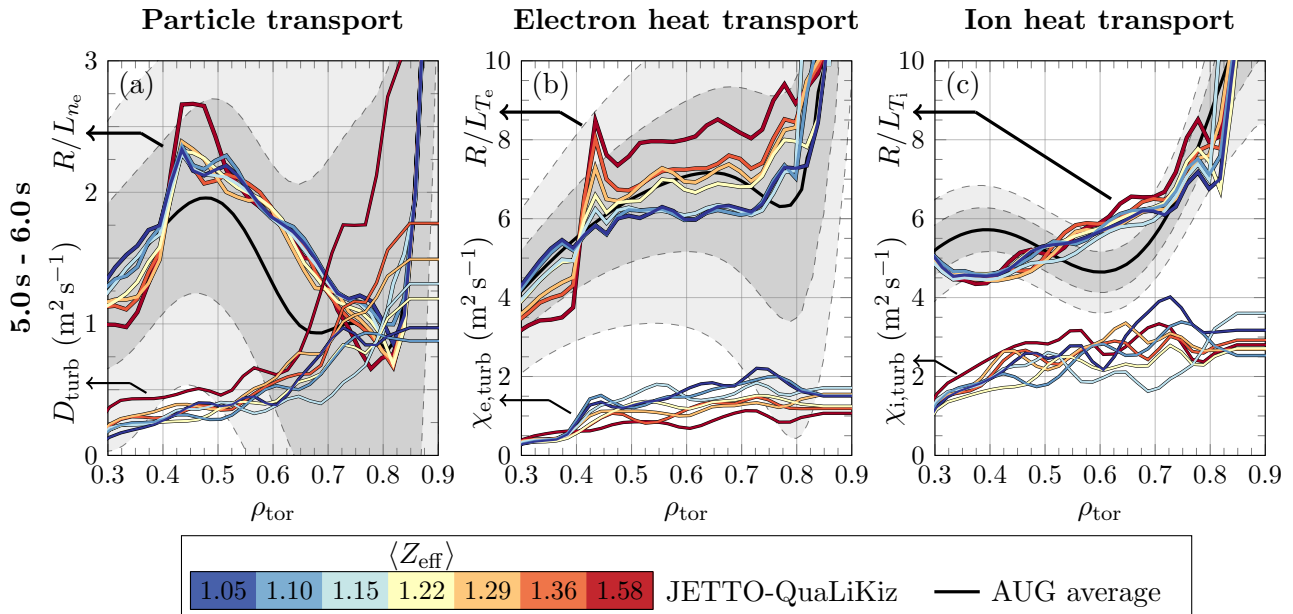 Particle transport Electron heat transport Ion heat transport
5.0 s - 6.0 s
(a)
R/L_{n_e}
D_turb (m² s⁻¹)
3
2
1
0
0.3 0.4 0.5 0.6 0.7 0.8 0.9
ρ_tor
(b)
R/L_{T_e}
χ_{e,turb} (m² s⁻¹)
10
8
6
4
2
0
0.3 0.4 0.5 0.6 0.7 0.8 0.9
ρ_tor
(c)
R/L_{T_i}
χ_{i,turb} (m² s⁻¹)
10
8
6
4
2
0
0.3 0.4 0.5 0.6 0.7 0.8 0.9
ρ_tor
⟨Z_eff⟩
1.05 1.10 1.15 1.22 1.29 1.36 1.58 JETTO-QuaLiKiz AUG average